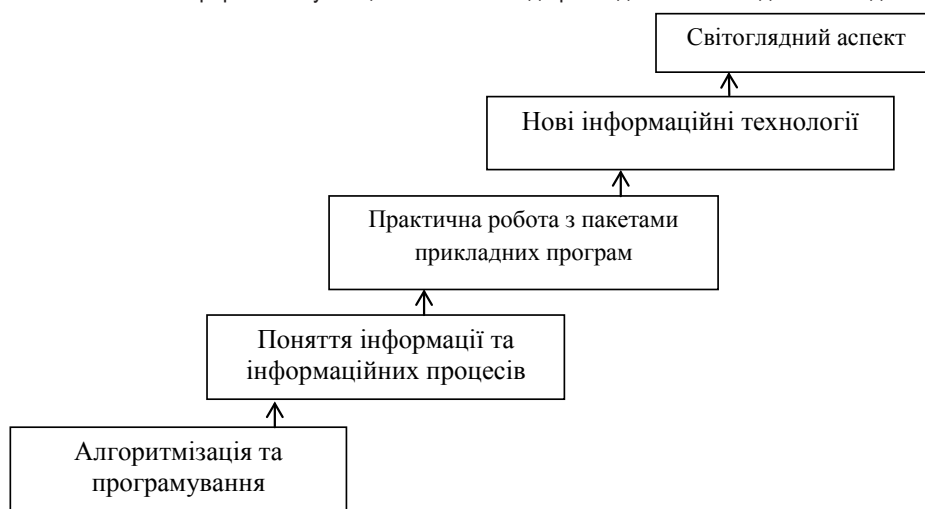 Світоглядний аспект
Нові інформаційні технології
Практична робота з пакетами
прикладних програм
Поняття інформації та
інформаційних процесів
Алгоритмізація та
програмування